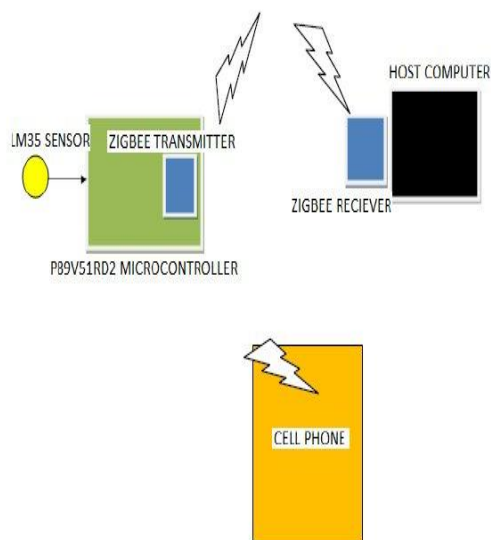 HOST COMPUTER
LM35 SENSOR
ZIGBEE TRANSMITTER
ZIGBEE RECIEVER
P89V51RD2 MICROCONTROLLER
CELL PHONE